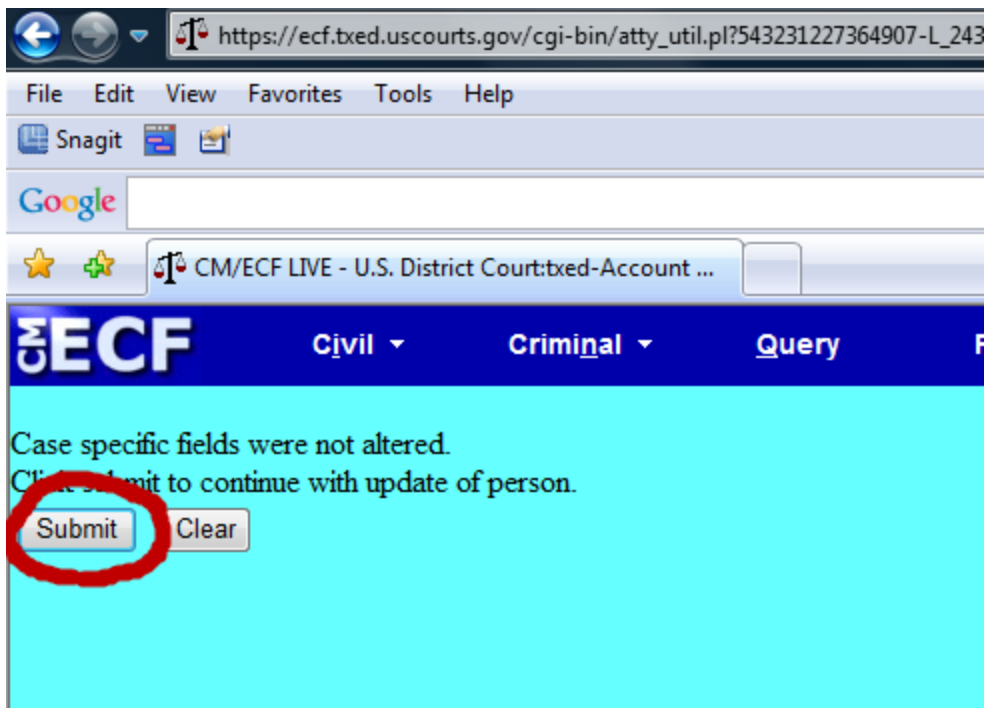 https://ecf.txed.uscourts.gov/cgi-bin/atty_util.pl?543231227364907-L_243
File Edit View Favorites Tools Help
Snagit
Google
CM/ECF LIVE - U.S. District Court:txed-Account ...
CM ECF Civil Criminal Query
Case specific fields were not altered.
Click submit to continue with update of person.
Submit Clear